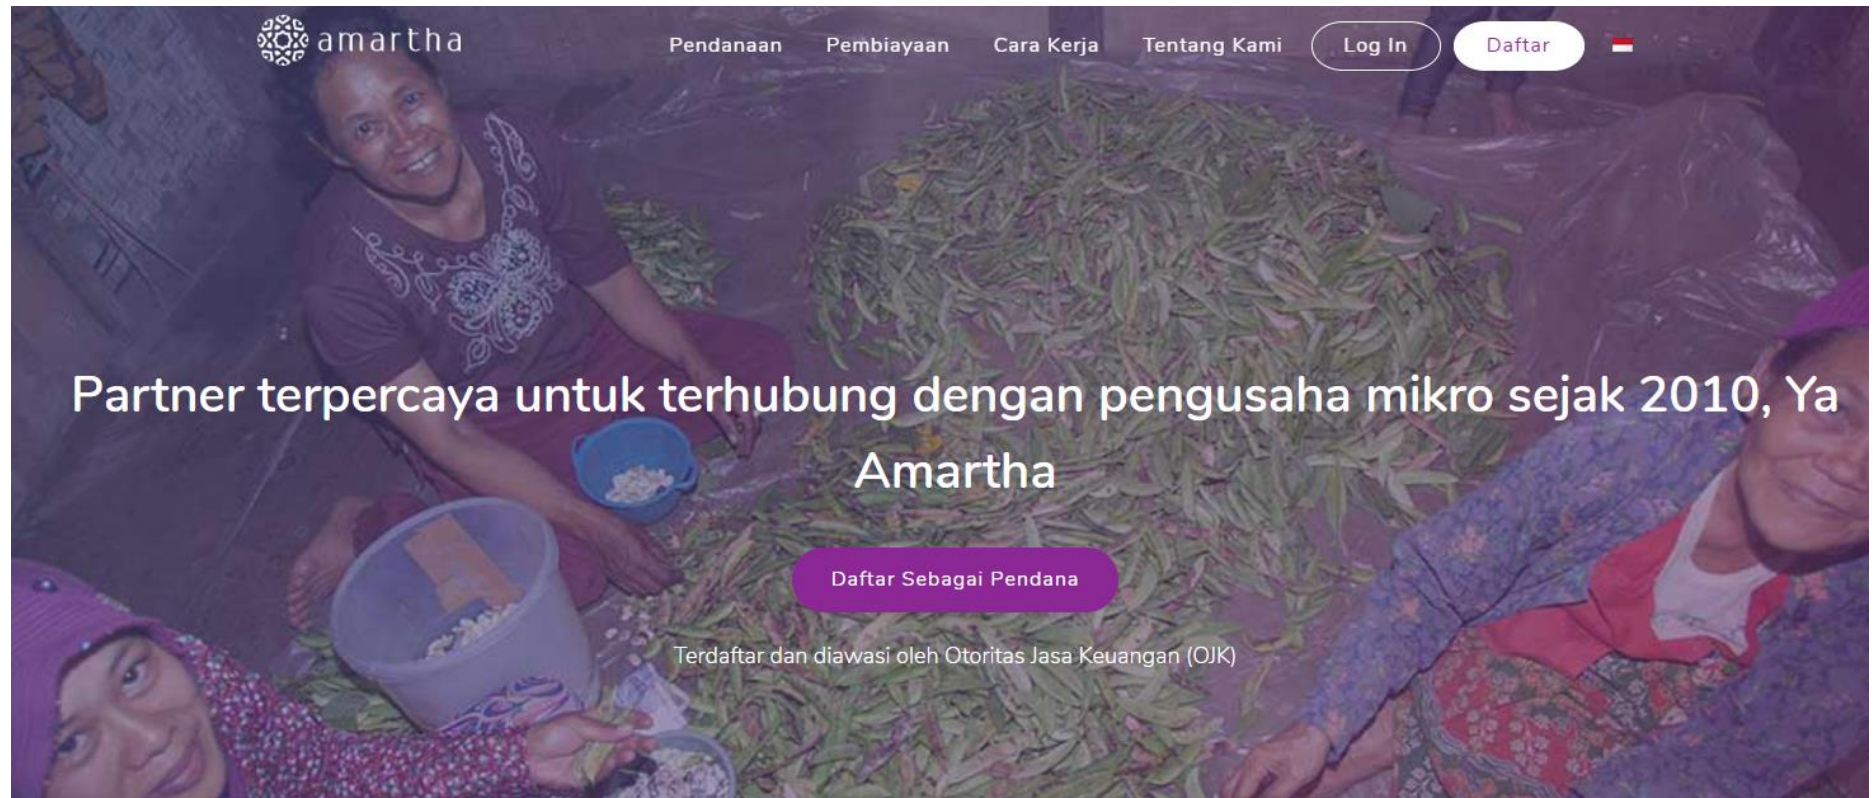 amartha
Pendanaan
Pembiayaan
Cara Kerja
Tentang Kami
Log In
Daftar
Partner terpercaya untuk terhubung dengan pengusaha mikro sejak 2010, Ya
Amartha
Daftar Sebagai Pendana
Terdaftar dan diawasi oleh Otoritas Jasa Keuangan (OJK)